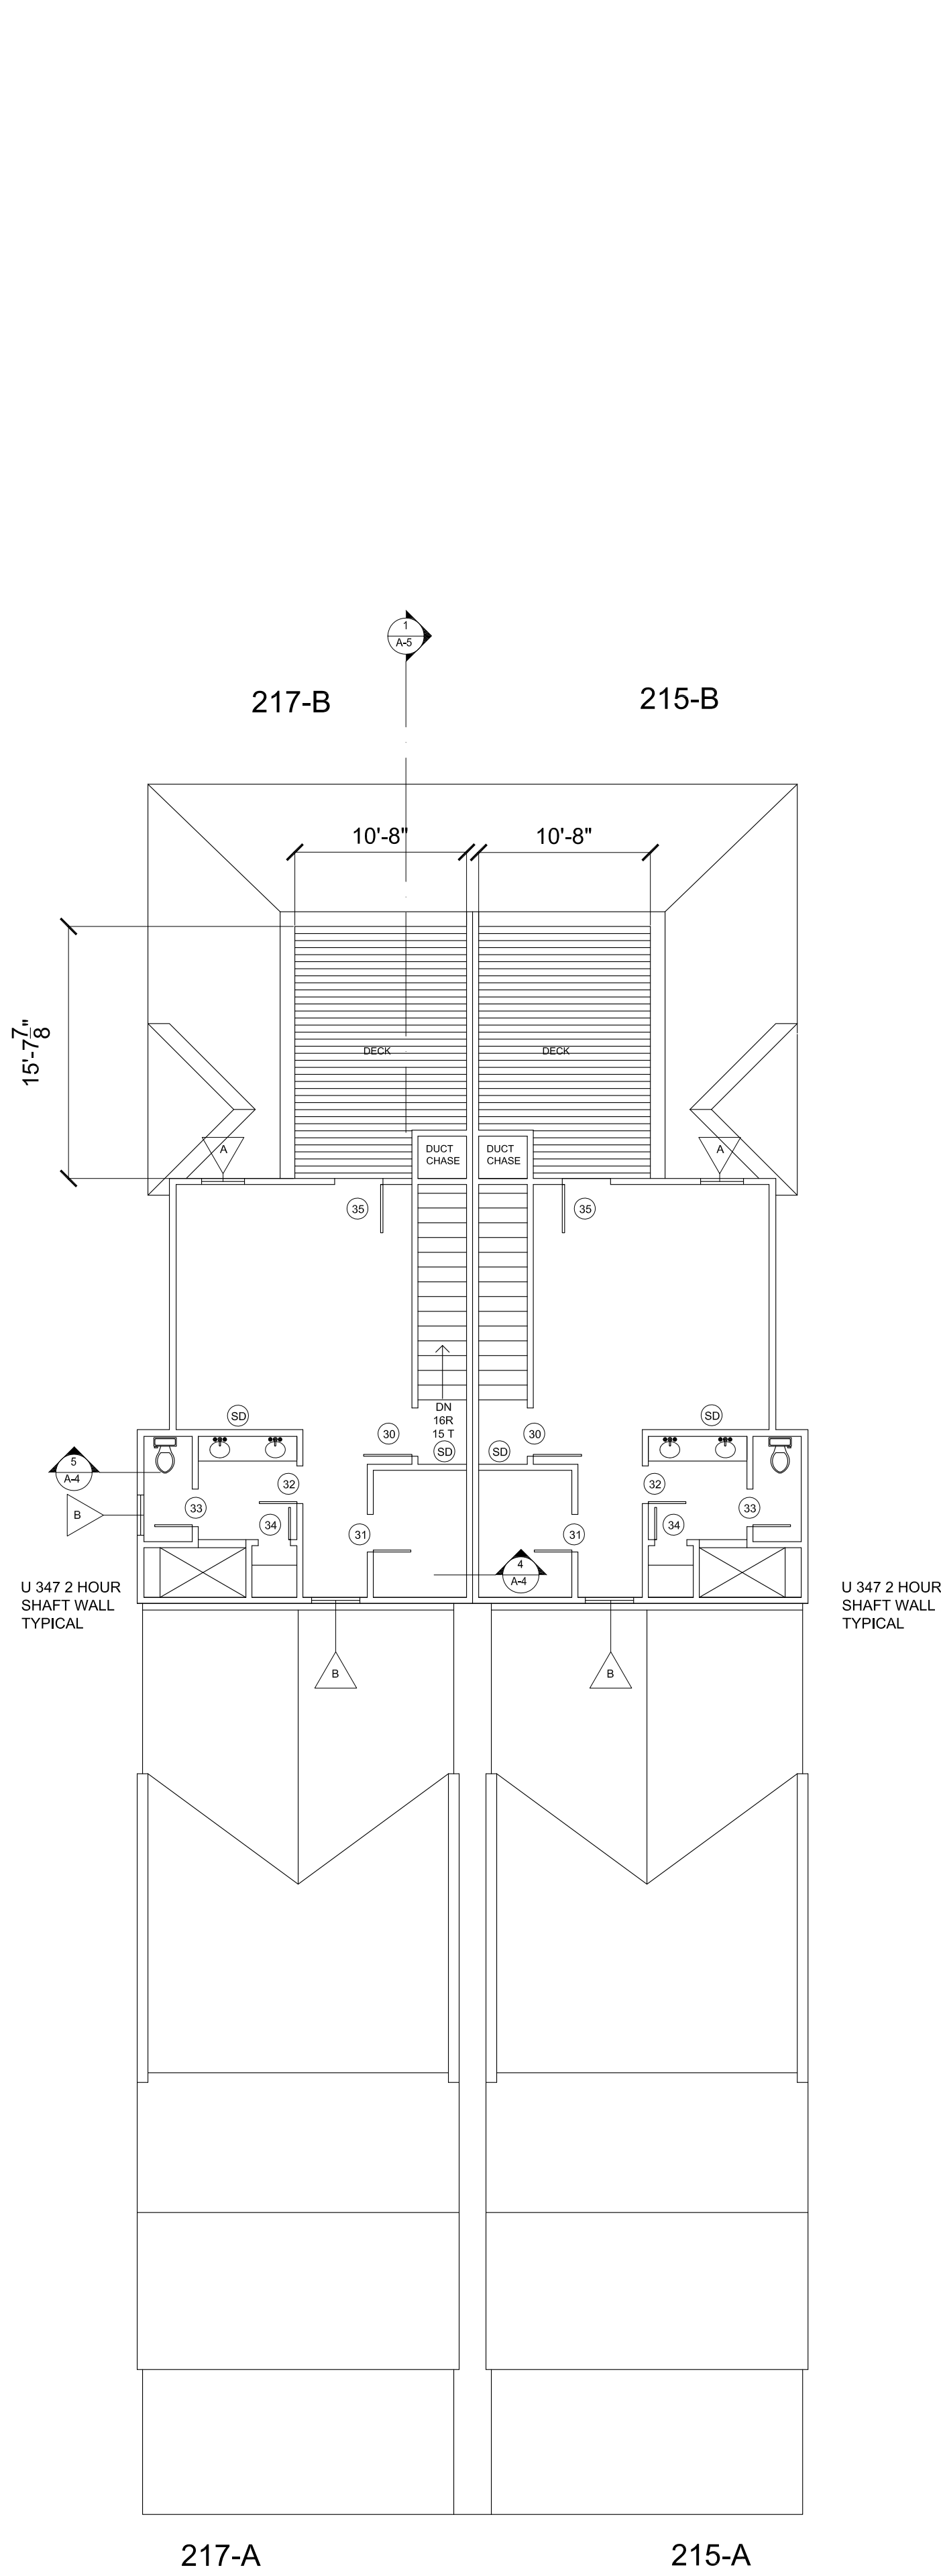 1
A-5
217-B
215-B
10'-8"
10'-8"
15'-7 7/8"
DECK
DECK
A
A
DUCT
CHASE
DUCT
CHASE
35
35
DN
16R
15 T
SD
SD
30
30
SD
SD
5
A-4
32
32
B
33
33
34
34
31
31
4
A-4
U 347 2 HOUR
SHAFT WALL
TYPICAL
U 347 2 HOUR
SHAFT WALL
TYPICAL
B
B
217-A
215-A